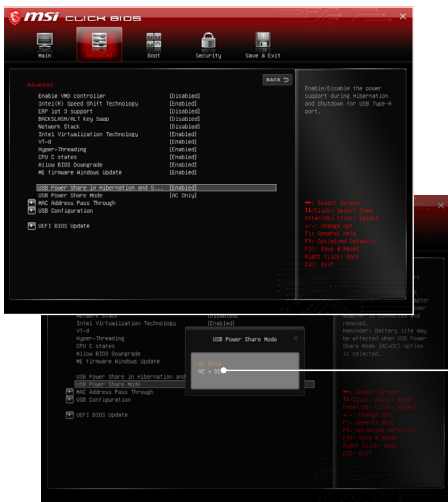 msi CLICK BIOS
Main
Advanced
Boot
Security
Save & Exit
BACK
Advanced
Enable VMD controller [Disabled]
Intel(R) Speed Shift Technology [Enabled]
ERP lot 3 support [Disabled]
BACKSLASH/ALT Key Swap [Disabled]
Network Stack [Disabled]
Intel Virtualization Technology [Enabled]
VT-d [Enabled]
Hyper-Threading [Enabled]
CPU C states [Enabled]
Allow BIOS Downgrade [Enabled]
ME firmware Windows Update [Enabled]
USB Power Share in Hibernation and S... [Enabled]
USB Power Share Mode [AC Only]
MAC Address Pass Through
USB Configuration
UEFI BIOS Update
Enable/Disable the power
support during Hibernation
and Shutdown for USB Type-A
port.
Select Screen
/Click: Select Item
Enter/Dbl Click: Select
+/-: Change Opt.
F1: General Help
F9: Optimized Defaults
F10: Save & Reset
Right Click: Back
ESC: Exit
Network Stack [Disabled]
Intel Virtualization Technology [Enabled]
VT-d
Hyper-Threading
CPU C states
Allow BIOS Downgrade
ME firmware Windows Update
USB Power Share in Hibernation and
USB Power Share Mode
MAC Address Pass Through
USB Configuration
UEFI BIOS Update
USB Power Share Mode
AC Only
AC + DC
removed.
Reminder: Battery life may
be affected when USB Power
Share Mode [AC+DC] option
is selected.
Select Screen
/Click: Select Item
Enter/Dbl Click: Select
+/-: Change Opt.
F1: General Help
F9: Optimized Defaults
F10: Save & Reset
Right Click: Back
ESC: Exit